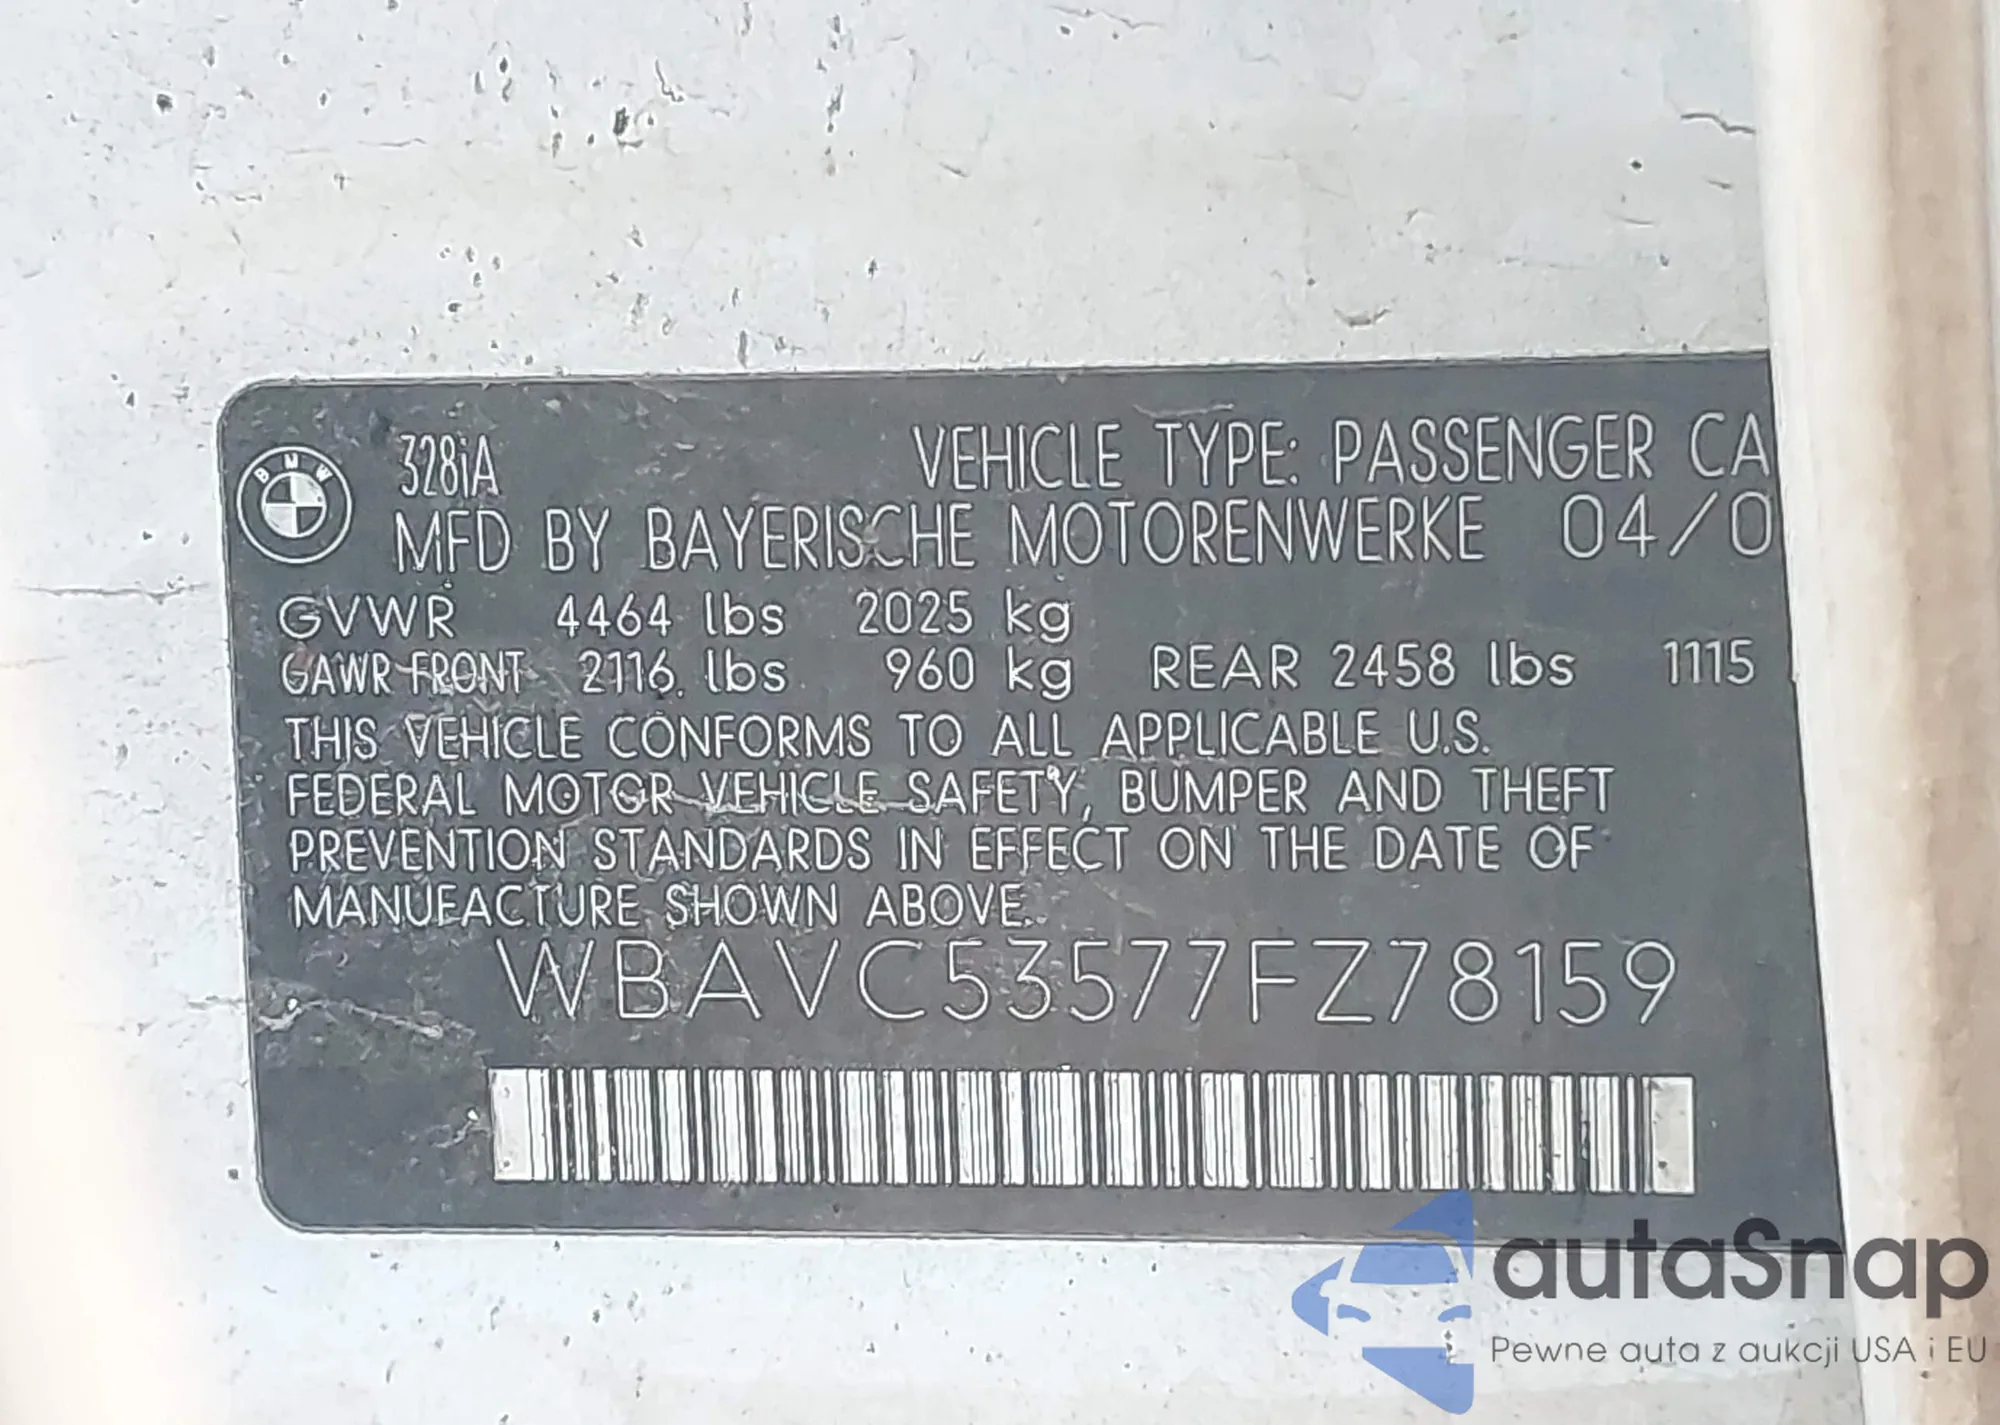 BMW
328iA VEHICLE TYPE: PASSENGER CA
MFD BY BAYERISCHE MOTORENWERKE 04/0
GVWR 4464 lbs 2025 kg
GAWR FRONT 2116 lbs 960 kg REAR 2458 lbs 1115
THIS VEHICLE CONFORMS TO ALL APPLICABLE U.S.
FEDERAL MOTOR VEHICLE SAFETY, BUMPER AND THEFT
PREVENTION STANDARDS IN EFFECT ON THE DATE OF
MANUFACTURE SHOWN ABOVE.
WBAVC53577FZ78159
autaSnap
Pewne auta z aukcji USA i EU